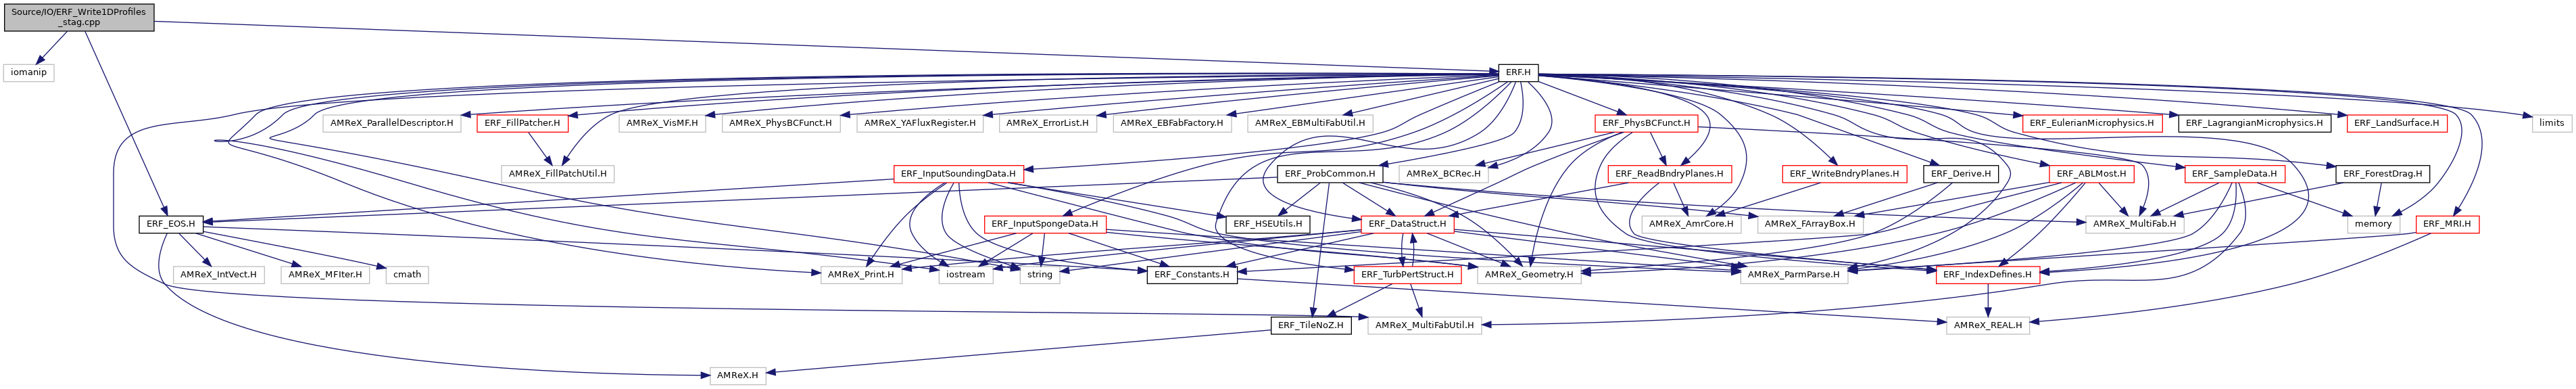 Source/IO/ERF_Write1DProfiles
_stag.cpp
iomanip
ERF.H
AMReX_ParallelDescriptor.H
ERF_FillPatcher.H
AMReX_VisMF.H
AMReX_PhysBCFunct.H
AMReX_YAFluxRegister.H
AMReX_ErrorList.H
AMReX_EBFabFactory.H
AMReX_EBMultiFabUtil.H
ERF_PhysBCFunct.H
ERF_EulerianMicrophysics.H
ERF_LagrangianMicrophysics.H
ERF_LandSurface.H
limits
AMReX_FillPatchUtil.H
ERF_InputSoundingData.H
ERF_ProbCommon.H
AMReX_BCRec.H
ERF_ReadBndryPlanes.H
ERF_WriteBndryPlanes.H
ERF_Derive.H
ERF_ABLMost.H
ERF_SampleData.H
ERF_ForestDrag.H
ERF_EOS.H
ERF_InputSpongeData.H
ERF_HSEUtils.H
ERF_DataStruct.H
AMReX_AmrCore.H
AMReX_FArrayBox.H
AMReX_MultiFab.H
memory
ERF_MRI.H
AMReX_IntVect.H
AMReX_MFIter.H
cmath
AMReX_Print.H
iostream
string
ERF_Constants.H
ERF_TurbPertStruct.H
AMReX_Geometry.H
AMReX_ParmParse.H
ERF_IndexDefines.H
ERF_TileNoZ.H
AMReX_MultiFabUtil.H
AMReX_REAL.H
AMReX.H